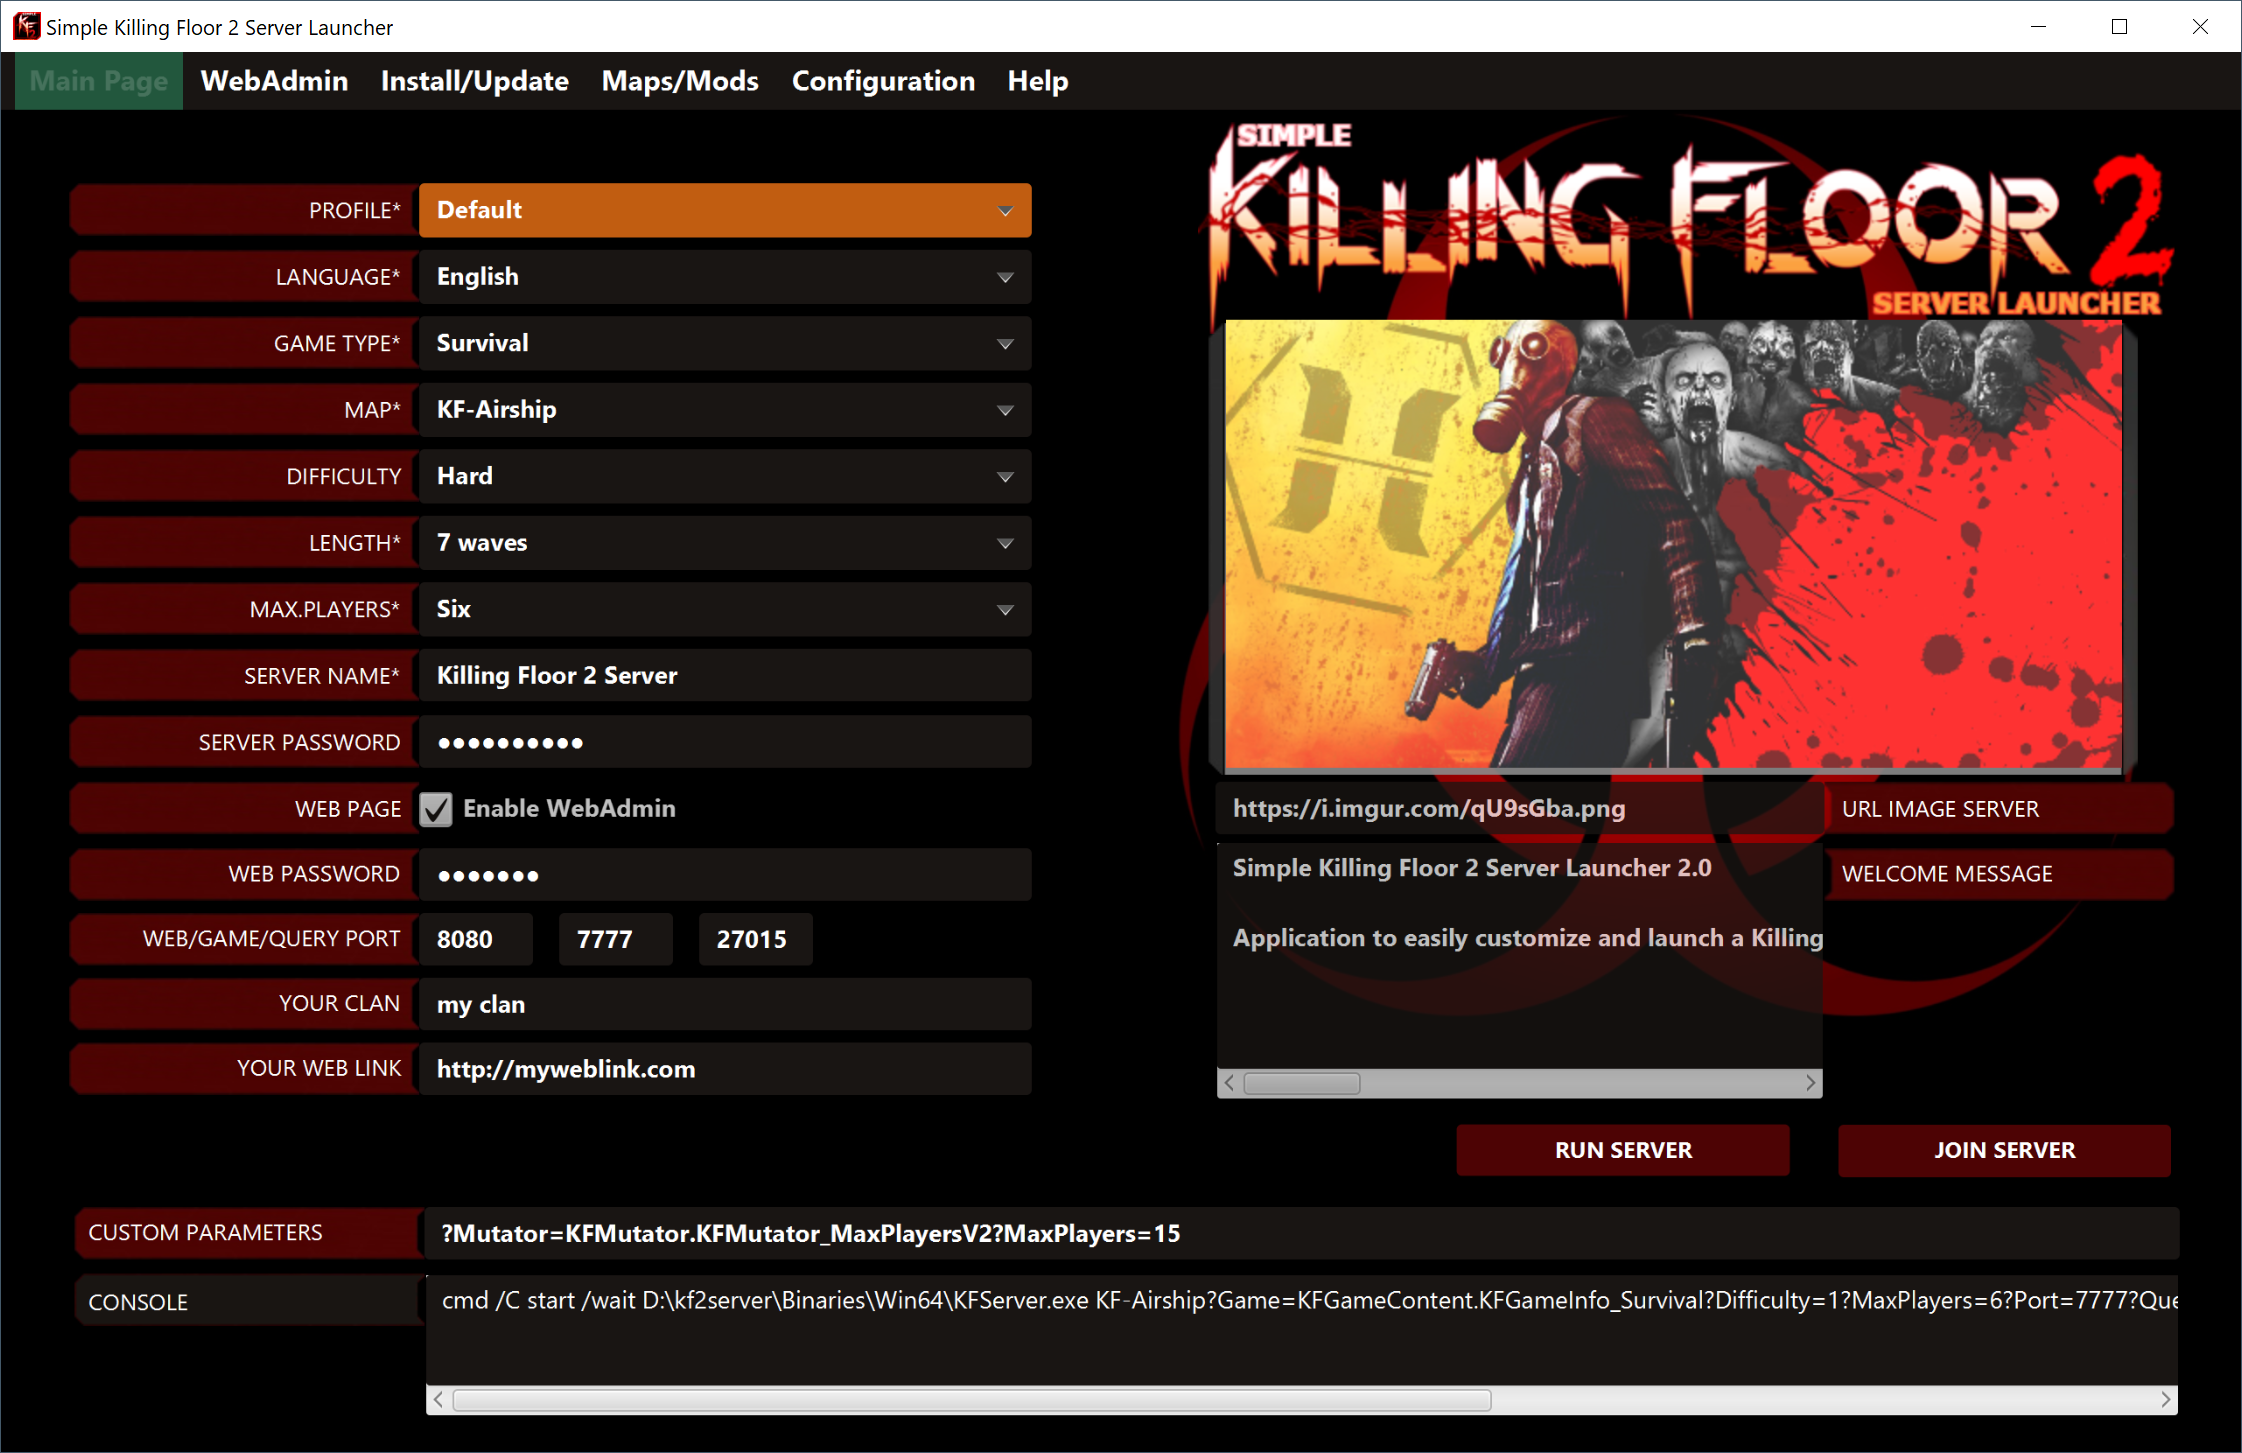 Simple Killing Floor 2 Server Launcher
Main Page WebAdmin Install/Update Maps/Mods Configuration Help
SIMPLE
KILLING FLOOR 2
SERVER LAUNCHER
PROFILE* Default
LANGUAGE* English
GAME TYPE* Survival
MAP* KF-Airship
DIFFICULTY Hard
LENGTH* 7 waves
MAX.PLAYERS* Six
SERVER NAME* Killing Floor 2 Server
SERVER PASSWORD ●●●●●●●●●●
WEB PAGE Enable WebAdmin
WEB PASSWORD ●●●●●●●
WEB/GAME/QUERY PORT 8080 7777 27015
YOUR CLAN my clan
YOUR WEB LINK http://myweblink.com
https://i.imgur.com/qU9sGba.png URL IMAGE SERVER
Simple Killing Floor 2 Server Launcher 2.0 WELCOME MESSAGE
Application to easily customize and launch a Killing
RUN SERVER JOIN SERVER
CUSTOM PARAMETERS ?Mutator=KFMutator.KFMutator_MaxPlayersV2?MaxPlayers=15
CONSOLE cmd /C start /wait D:\kf2server\Binaries\Win64\KFServer.exe KF-Airship?Game=KFGameContent.KFGameInfo_Survival?Difficulty=1?MaxPlayers=6?Port=7777?Que